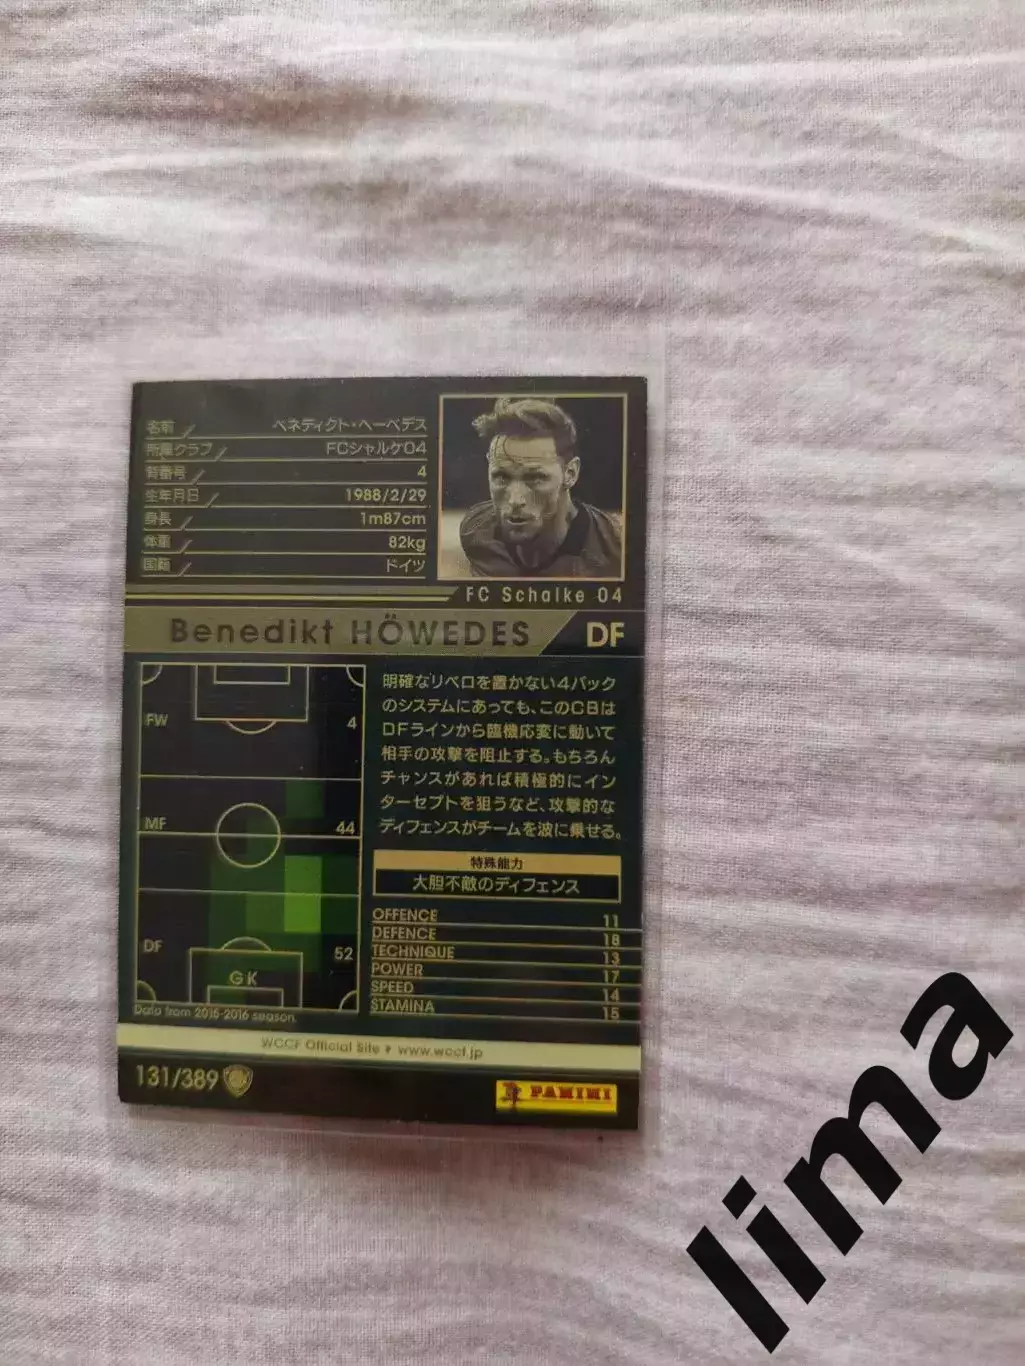 名前 ベネディクト・ヘーベデス
所属クラブ FCシャルケ04
背番号 4
生年月日 1988/2/29
身長 1m87cm
体重 82kg
国籍 ドイツ
FC Schalke 04
Benedikt HÖWEDES DF
FW 4
MF 44
DF 52
GK
Data from 2015-2016 season.
明確なリベロを置かない4バック
のシステムにあっても、このCBは
DFラインから臨機応変に動いて
相手の攻撃を阻止する。もちろん
チャンスがあれば積極的にイン
ターセプトを狙うなど、攻撃的な
ディフェンスがチームを波に乗せる。
特殊能力
大胆不敵のディフェンス
OFFENCE 11
DEFENCE 18
TECHNIQUE 13
POWER 17
SPEED 14
STAMINA 15
WCCF Official Site www.wccf.jp
131/389
PANINI
lima